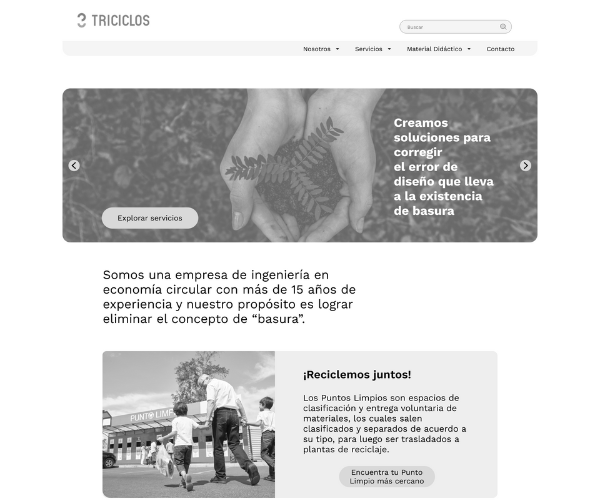 TRICICLOS
Buscar
Nosotros Servicios Material Didáctico Contacto
Creamos
soluciones para
corregir
el error de
diseño que lleva
a la existencia
de basura
Explorar servicios
Somos una empresa de ingeniería en
economía circular con más de 15 años de
experiencia y nuestro propósito es lograr
eliminar el concepto de “basura”.
PUNTO LIMP
¡Reciclemos juntos!
Los Puntos Limpios son espacios de
clasificación y entrega voluntaria de
materiales, los cuales salen
clasificados y separados de acuerdo a
su tipo, para luego ser trasladados a
plantas de reciclaje.
Encuentra tu Punto
Limpio más cercano